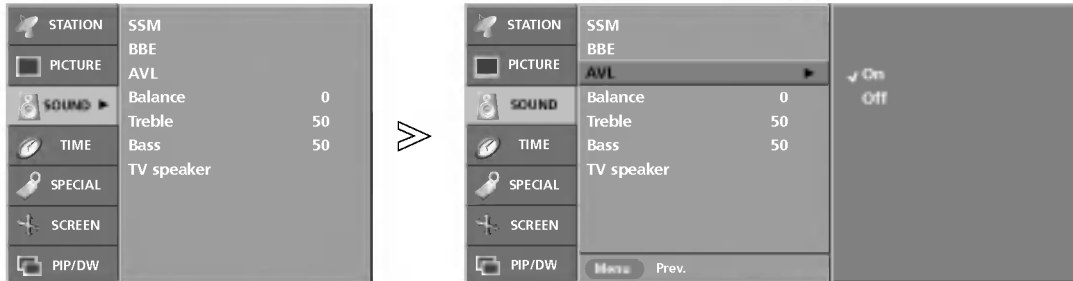 STATION
PICTURE
SOUND ►
TIME
SPECIAL
SCREEN
PIP/DW
SSM
BBE
AVL
Balance 0
Treble 50
Bass 50
TV speaker
STATION
PICTURE
SOUND
TIME
SPECIAL
SCREEN
PIP/DW
SSM
BBE
AVL ►
Balance 0
Treble 50
Bass 50
TV speaker
Menu Prev.
✓ On
Off